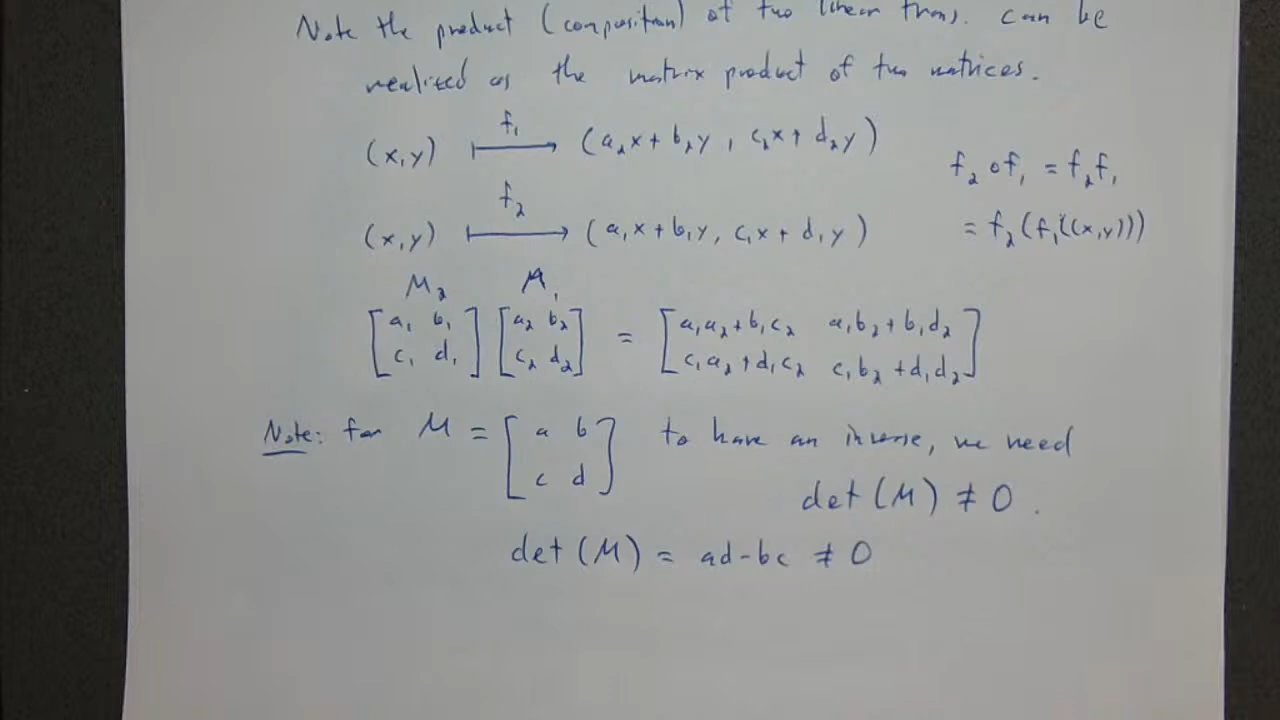 Note the product (composition) of two linear trans. can be
realized as the matrix product of two matrices.
(x,y) ⟼ f₁ (a₂x + b₂y , c₂x + d₂y)
f₂ ∘ f₁ = f₂f₁
(x,y) ⟼ f₂ (a₁x + b₁y, c₁x + d₁y)
= f₂(f₁((x,y)))
M₂ M₁
[a₁ b₁] [a₂ b₂] = [a₁a₂ + b₁c₂ a₁b₂ + b₁d₂]
[c₁ d₁] [c₂ d₂] [c₁a₂ + d₁c₂ c₁b₂ + d₁d₂]
Note: for M = [a b] to have an inverse, we need
[c d] det(M) ≠ 0.
det(M) = ad-bc ≠ 0